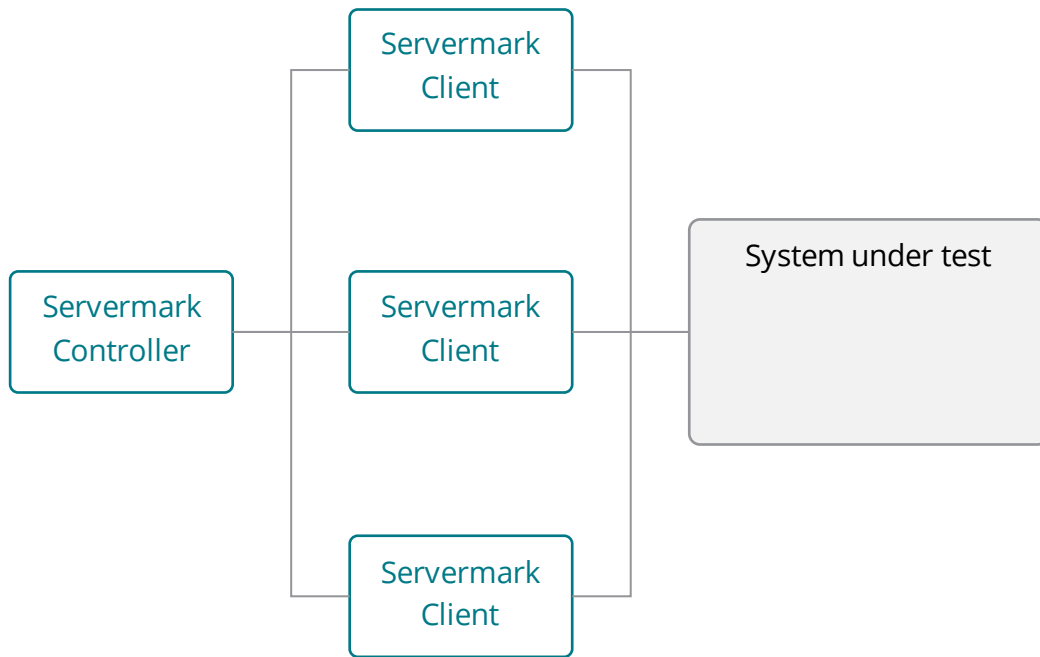 Servermark
Client
Servermark
Controller
Servermark
Client
System under test
Servermark
Client